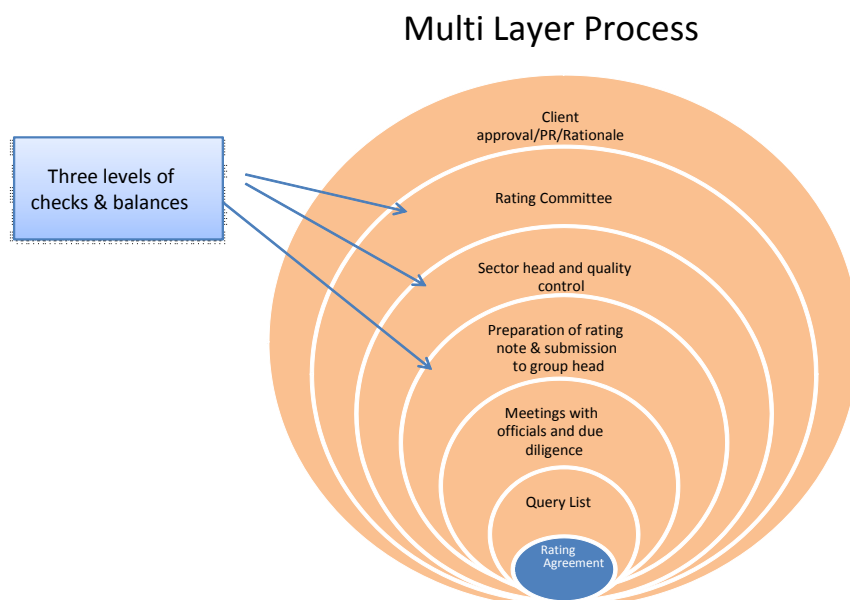 Multi Layer Process
Client
approval/PR/Rationale
Three levels of
checks & balances
Rating Committee
Sector head and quality
control
Preparation of rating
note & submission
to group head
Meetings with
officials and due
diligence
Query List
Rating
Agreement